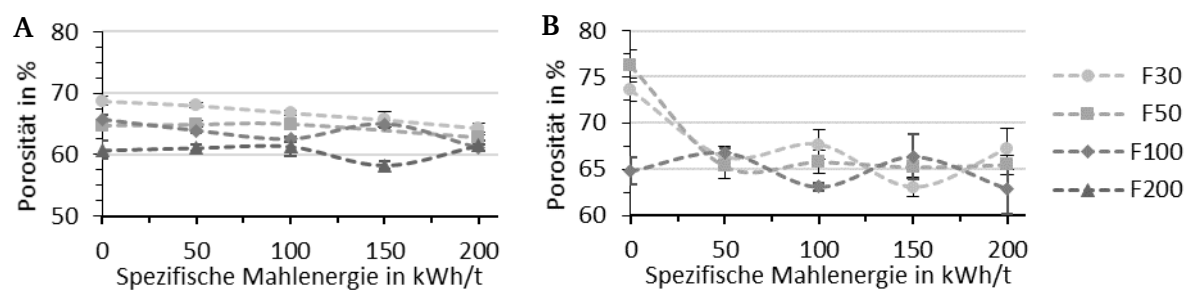 A
Porosität in %
80
70
60
50
0 50 100 150 200
Spezifische Mahlenergie in kWh/t
B
Porosität in %
80
75
70
65
60
0 50 100 150 200
Spezifische Mahlenergie in kWh/t
F30
F50
F100
F200